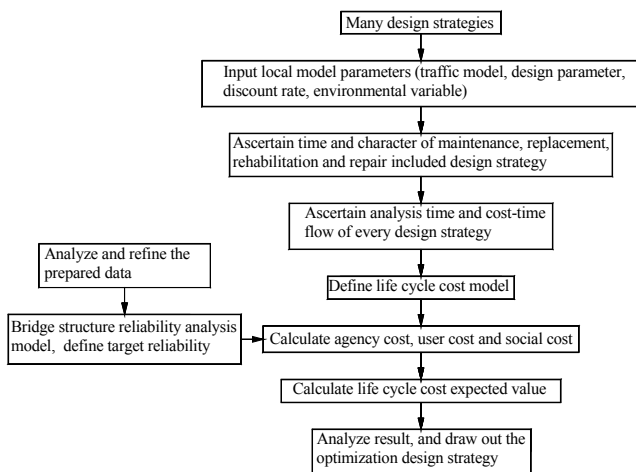 Many design strategies
Input local model parameters (traffic model, design parameter,
discount rate, environmental variable)
Ascertain time and character of maintenance, replacement,
rehabilitation and repair included design strategy
Ascertain analysis time and cost-time
flow of every design strategy
Analyze and refine the
prepared data
Define life cycle cost model
Bridge structure reliability analysis
model, define target reliability
Calculate agency cost, user cost and social cost
Calculate life cycle cost expected value
Analyze result, and draw out the
optimization design strategy